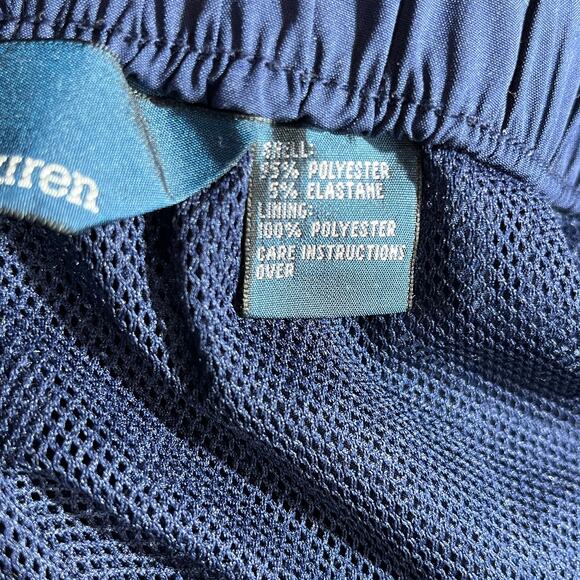 uren
SHELL:
95% POLYESTER
5% ELASTANE
LINING:
100% POLYESTER
CARE INSTRUCTIONS
OVER